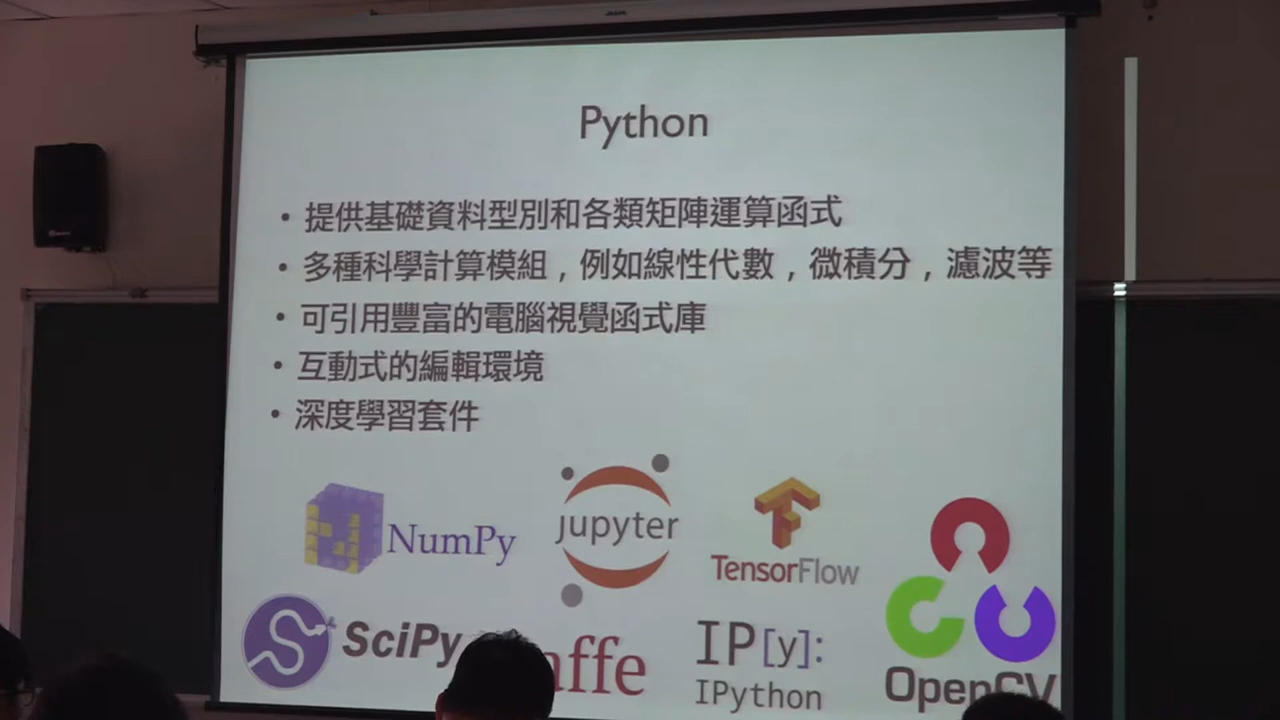 Python
• 提供基礎資料型別和各類矩陣運算函式
• 多種科學計算模組，例如線性代數，微積分，濾波等
• 可引用豐富的電腦視覺函式庫
• 互動式的編輯環境
• 深度學習套件
NumPy
jupyter
TensorFlow
SciPy
affe
IP[y]:
IPython
OpenCV